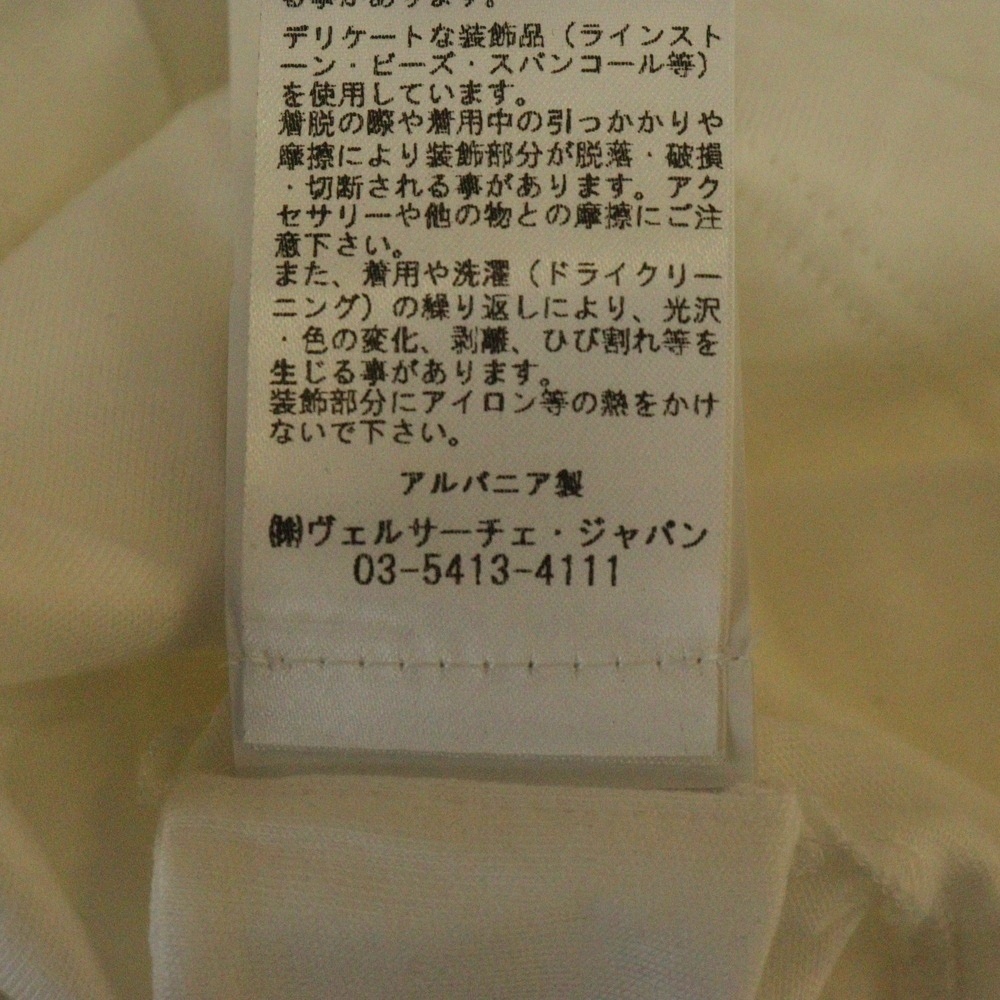 も事があります。
デリケートな装飾品（ラインスト
ーン・ビーズ・スパンコール等）
を使用しています。
着脱の際や着用中の引っかかりや
摩擦により装飾部分が脱落・破損
・切断される事があります。アク
セサリーや他の物との摩擦にご注
意下さい。
また、着用や洗濯（ドライクリー
ニング）の繰り返しにより、光沢
・色の変化、剥離、ひび割れ等を
生じる事があります。
装飾部分にアイロン等の熱をかけ
ないで下さい。
アルバニア製
㈱ヴェルサーチェ・ジャパン
03-5413-4111